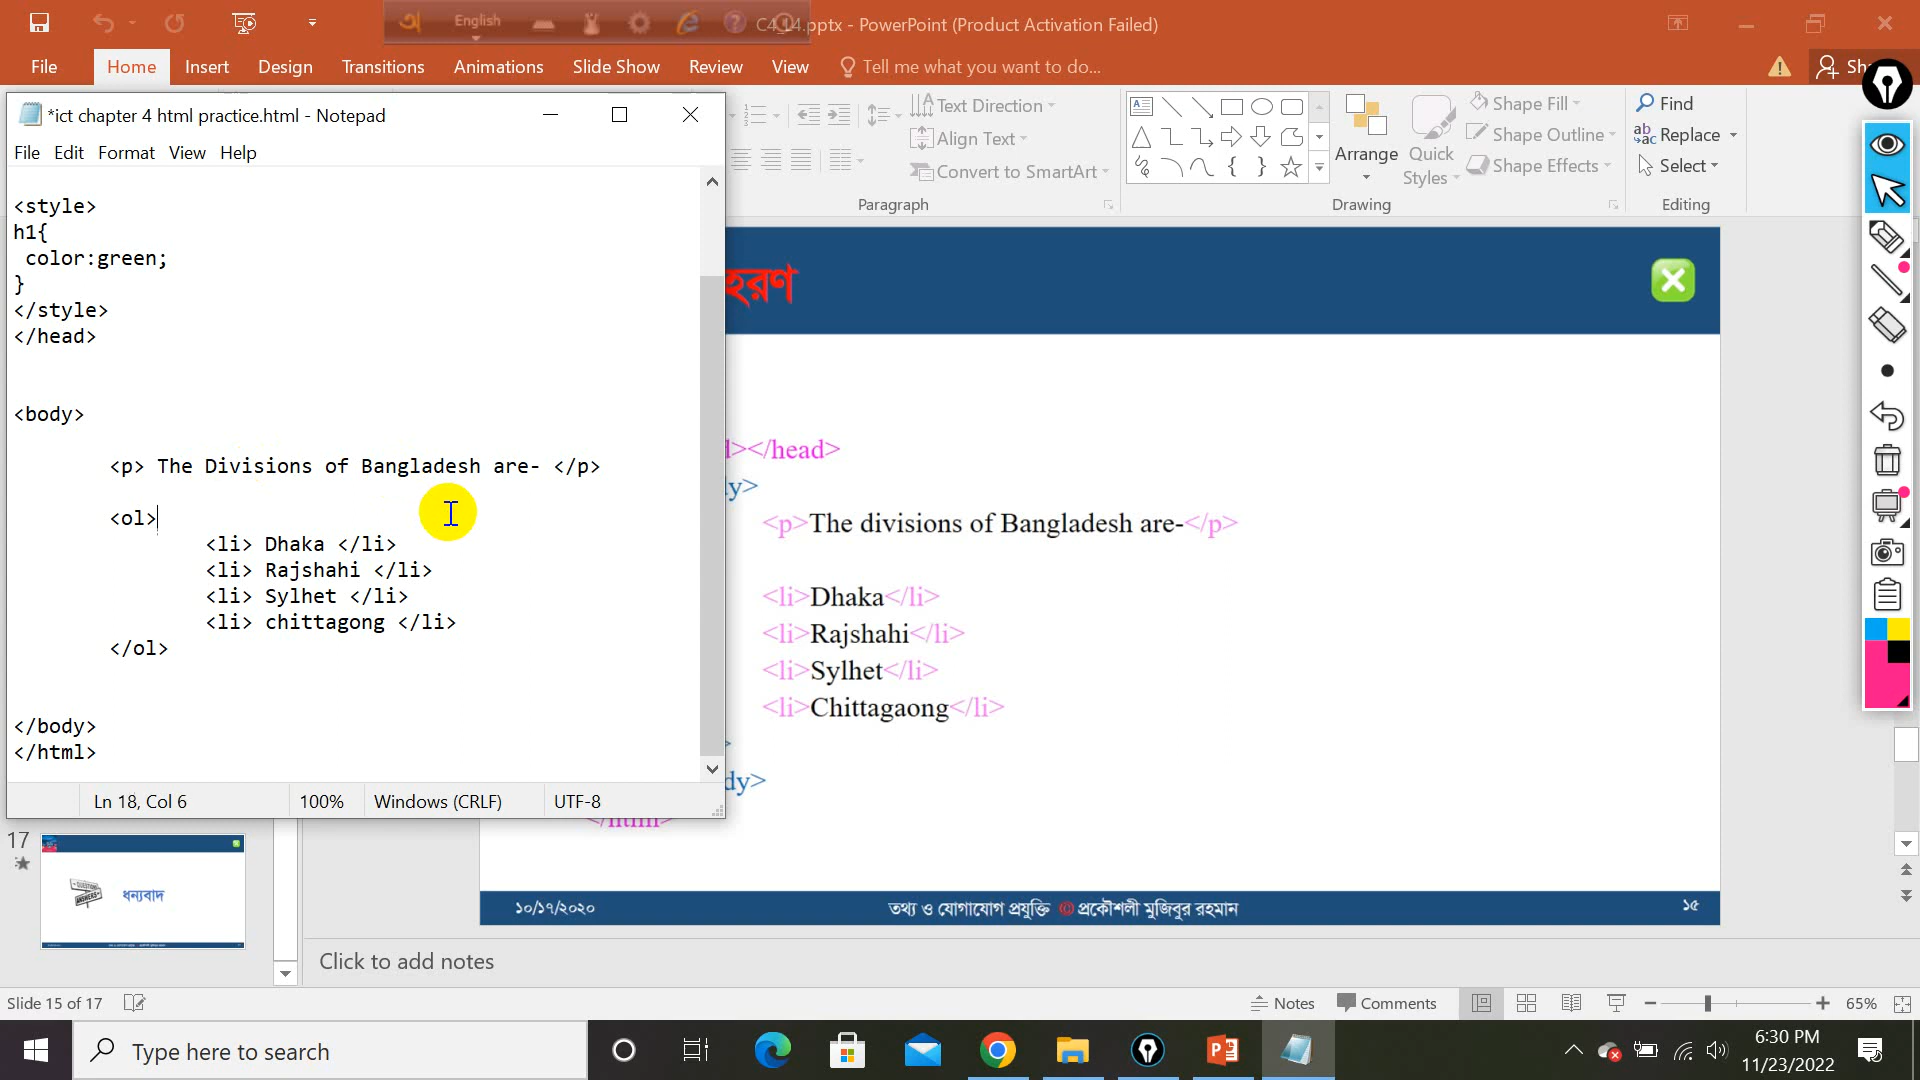 অ English
C4_L4.pptx - PowerPoint (Product Activation Failed)
File Home Insert Design Transitions Animations Slide Show Review View Tell me what you want to do...
*ict chapter 4 html practice.html - Notepad
File Edit Format View Help
<style>
h1{
color:green;
}
</style>
</head>
<body>
<p> The Divisions of Bangladesh are- </p>
<ol>
<li> Dhaka </li>
<li> Rajshahi </li>
<li> Sylhet </li>
<li> chittagong </li>
</ol>
</body>
</html>
Ln 18, Col 6 100% Windows (CRLF) UTF-8
Text Direction
Align Text
Convert to SmartArt
Paragraph
Arrange
Quick
Styles
Shape Fill
Shape Outline
Shape Effects
Drawing
Find
Replace
Select
Editing
হরণ
></head>
y>
<p>The divisions of Bangladesh are-</p>
<li>Dhaka</li>
<li>Rajshahi</li>
<li>Sylhet</li>
<li>Chittagaong</li>
>
dy>
১০/১৭/২০২০ তথ্য ও যোগাযোগ প্রযুক্তি © প্রকৌশলী মুজিবুর রহমান ১৫
17
ধন্যবাদ
Click to add notes
Slide 15 of 17 Notes Comments 65%
Type here to search
6:30 PM
11/23/2022